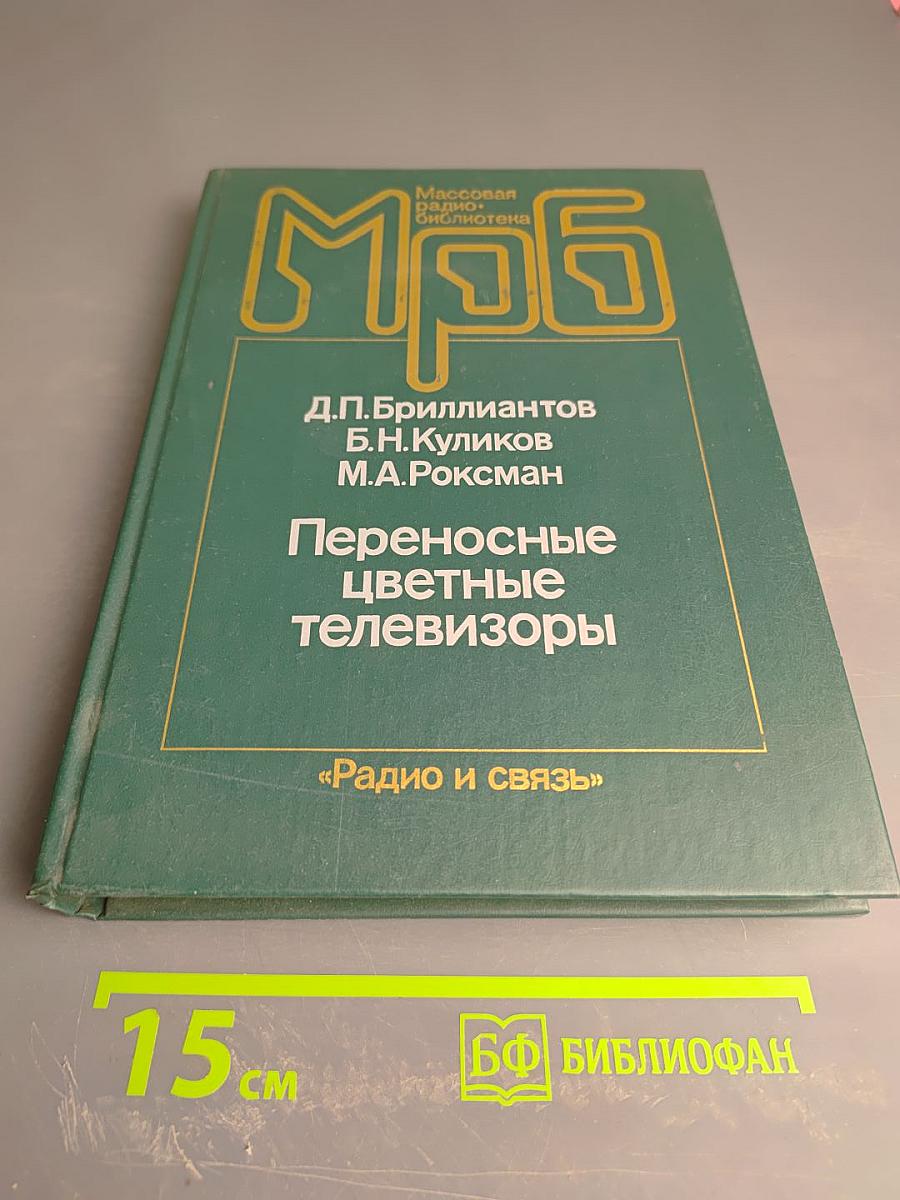 Массовая
радио-
библиотека
Мрб
Д.П.Бриллиантов
Б.Н.Куликов
М.А.Роксман
Переносные
цветные
телевизоры
«Радио и связь»
15 см
БФ БИБЛИОФАН